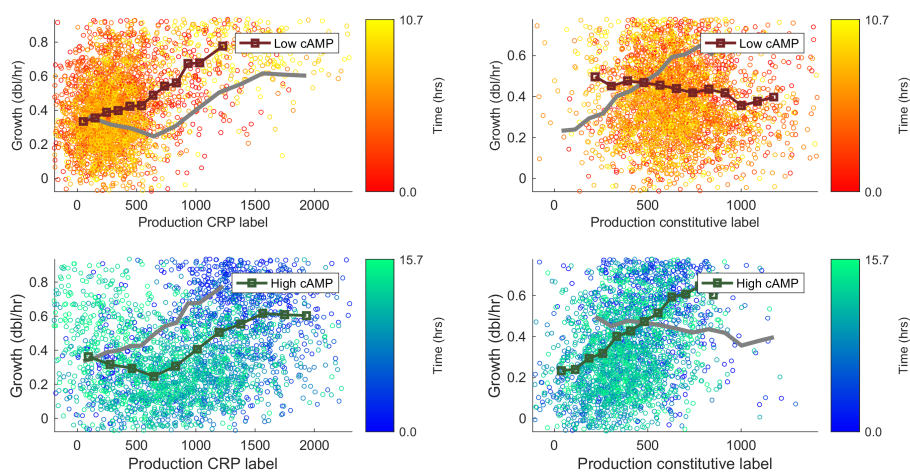 0.8
0.6
0.4
0.2
0
Growth (dbl/hr)
0 500 1000 1500 2000
Production CRP label
Low cAMP
10.7
0.0
Time (hrs)
0.6
0.4
0.2
0
Growth (dbl/hr)
0 500 1000
Production constitutive label
Low cAMP
10.7
0.0
Time (hrs)
0.8
0.6
0.4
0.2
0
Growth (dbl/hr)
0 500 1000 1500 2000
Production CRP label
High cAMP
15.7
0.0
Time (hrs)
0.6
0.4
0.2
0
Growth (dbl/hr)
0 500 1000
Production constitutive label
High cAMP
15.7
0.0
Time (hrs)